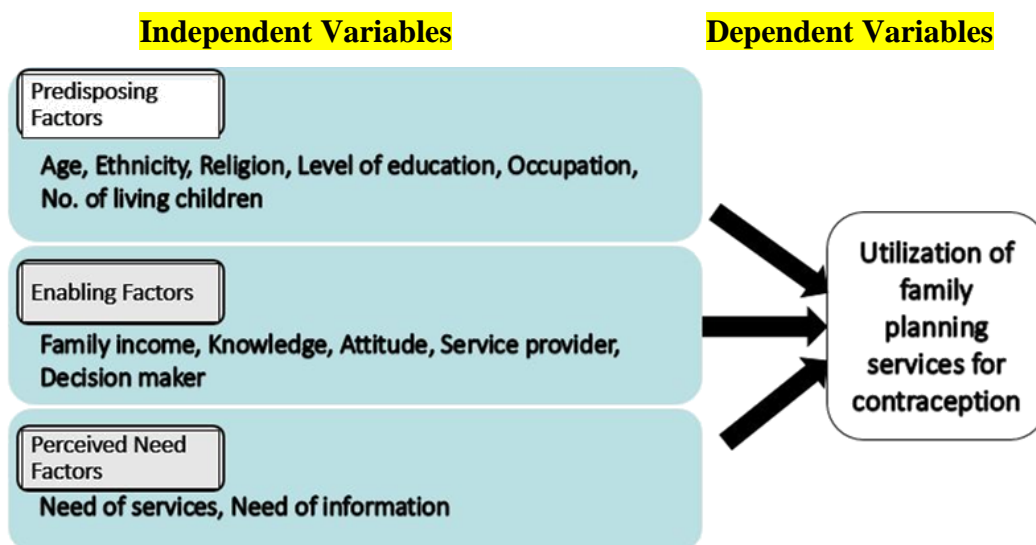 Independent Variables
Dependent Variables
Predisposing
Factors
Age, Ethnicity, Religion, Level of education, Occupation,
No. of living children
Enabling Factors
Family income, Knowledge, Attitude, Service provider,
Decision maker
Perceived Need
Factors
Need of services, Need of information
Utilization of
family
planning
services for
contraception